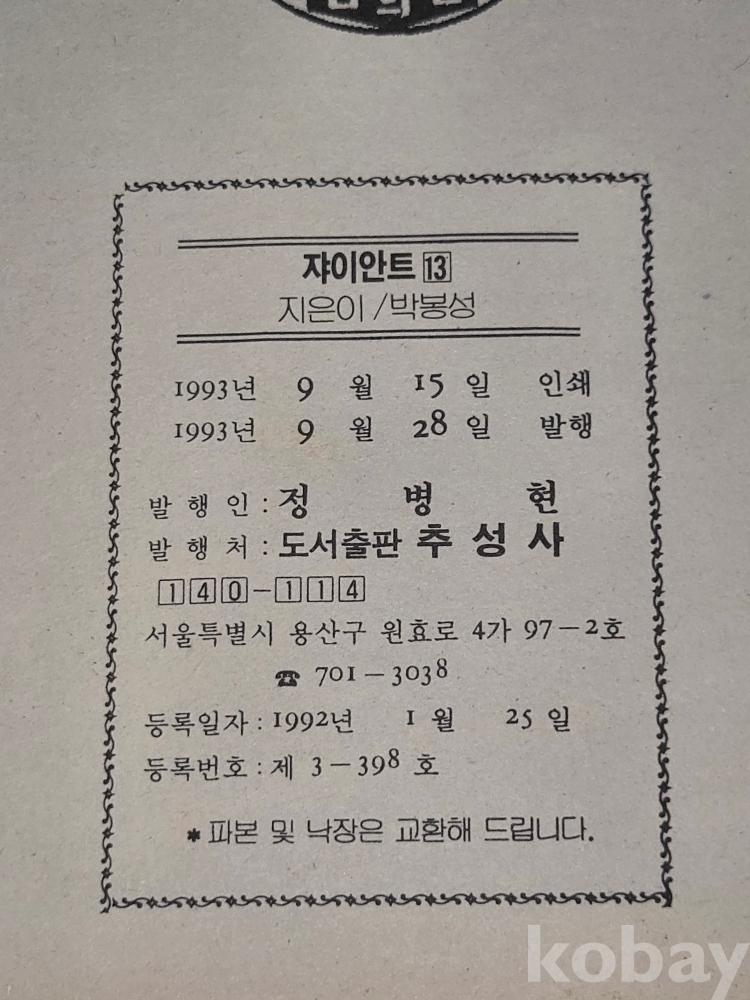 쟈이안트 13
지은이/박봉성
1993년 9 월 15 일 인쇄
1993년 9 월 28 일 발행
발 행 인 : 정 병 현
발 행 처 : 도서출판 추 성 사
140-114
서울특별시 용산구 원효로 4가 97-2호
☎ 701-3038
등록일자 : 1992년 1 월 25 일
등록번호 : 제 3-398 호
* 파본 및 낙장은 교환해 드립니다.
kobay